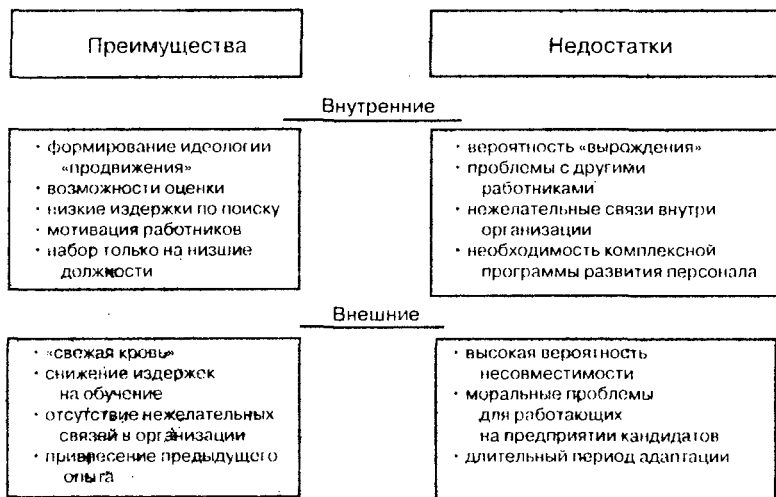 Преимущества
Недостатки
Внутренние
· формирование идеологии
«продвижения»
· возможности оценки
· низкие издержки по поиску
· мотивация работников
· набор только на низшие
должности
· вероятность «вырождения»
· проблемы с другими
работниками
· нежелательные связи внутри
организации
· необходимость комплексной
программы развития персонала
Внешние
· «свежая кровь»
· снижение издержек
на обучение
· отсутствие нежелательных
связей в организации
· привнесение предыдущего
опыта
· высокая вероятность
несовместимости
· моральные проблемы
для работающих
на предприятии кандидатов
· длительный период адаптации